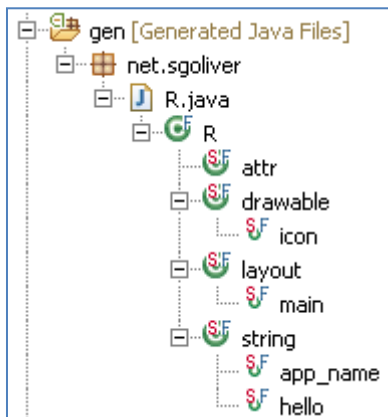 gen [Generated Java Files]
net.sgoliver
R.java
R
attr
drawable
icon
layout
main
string
app_name
hello